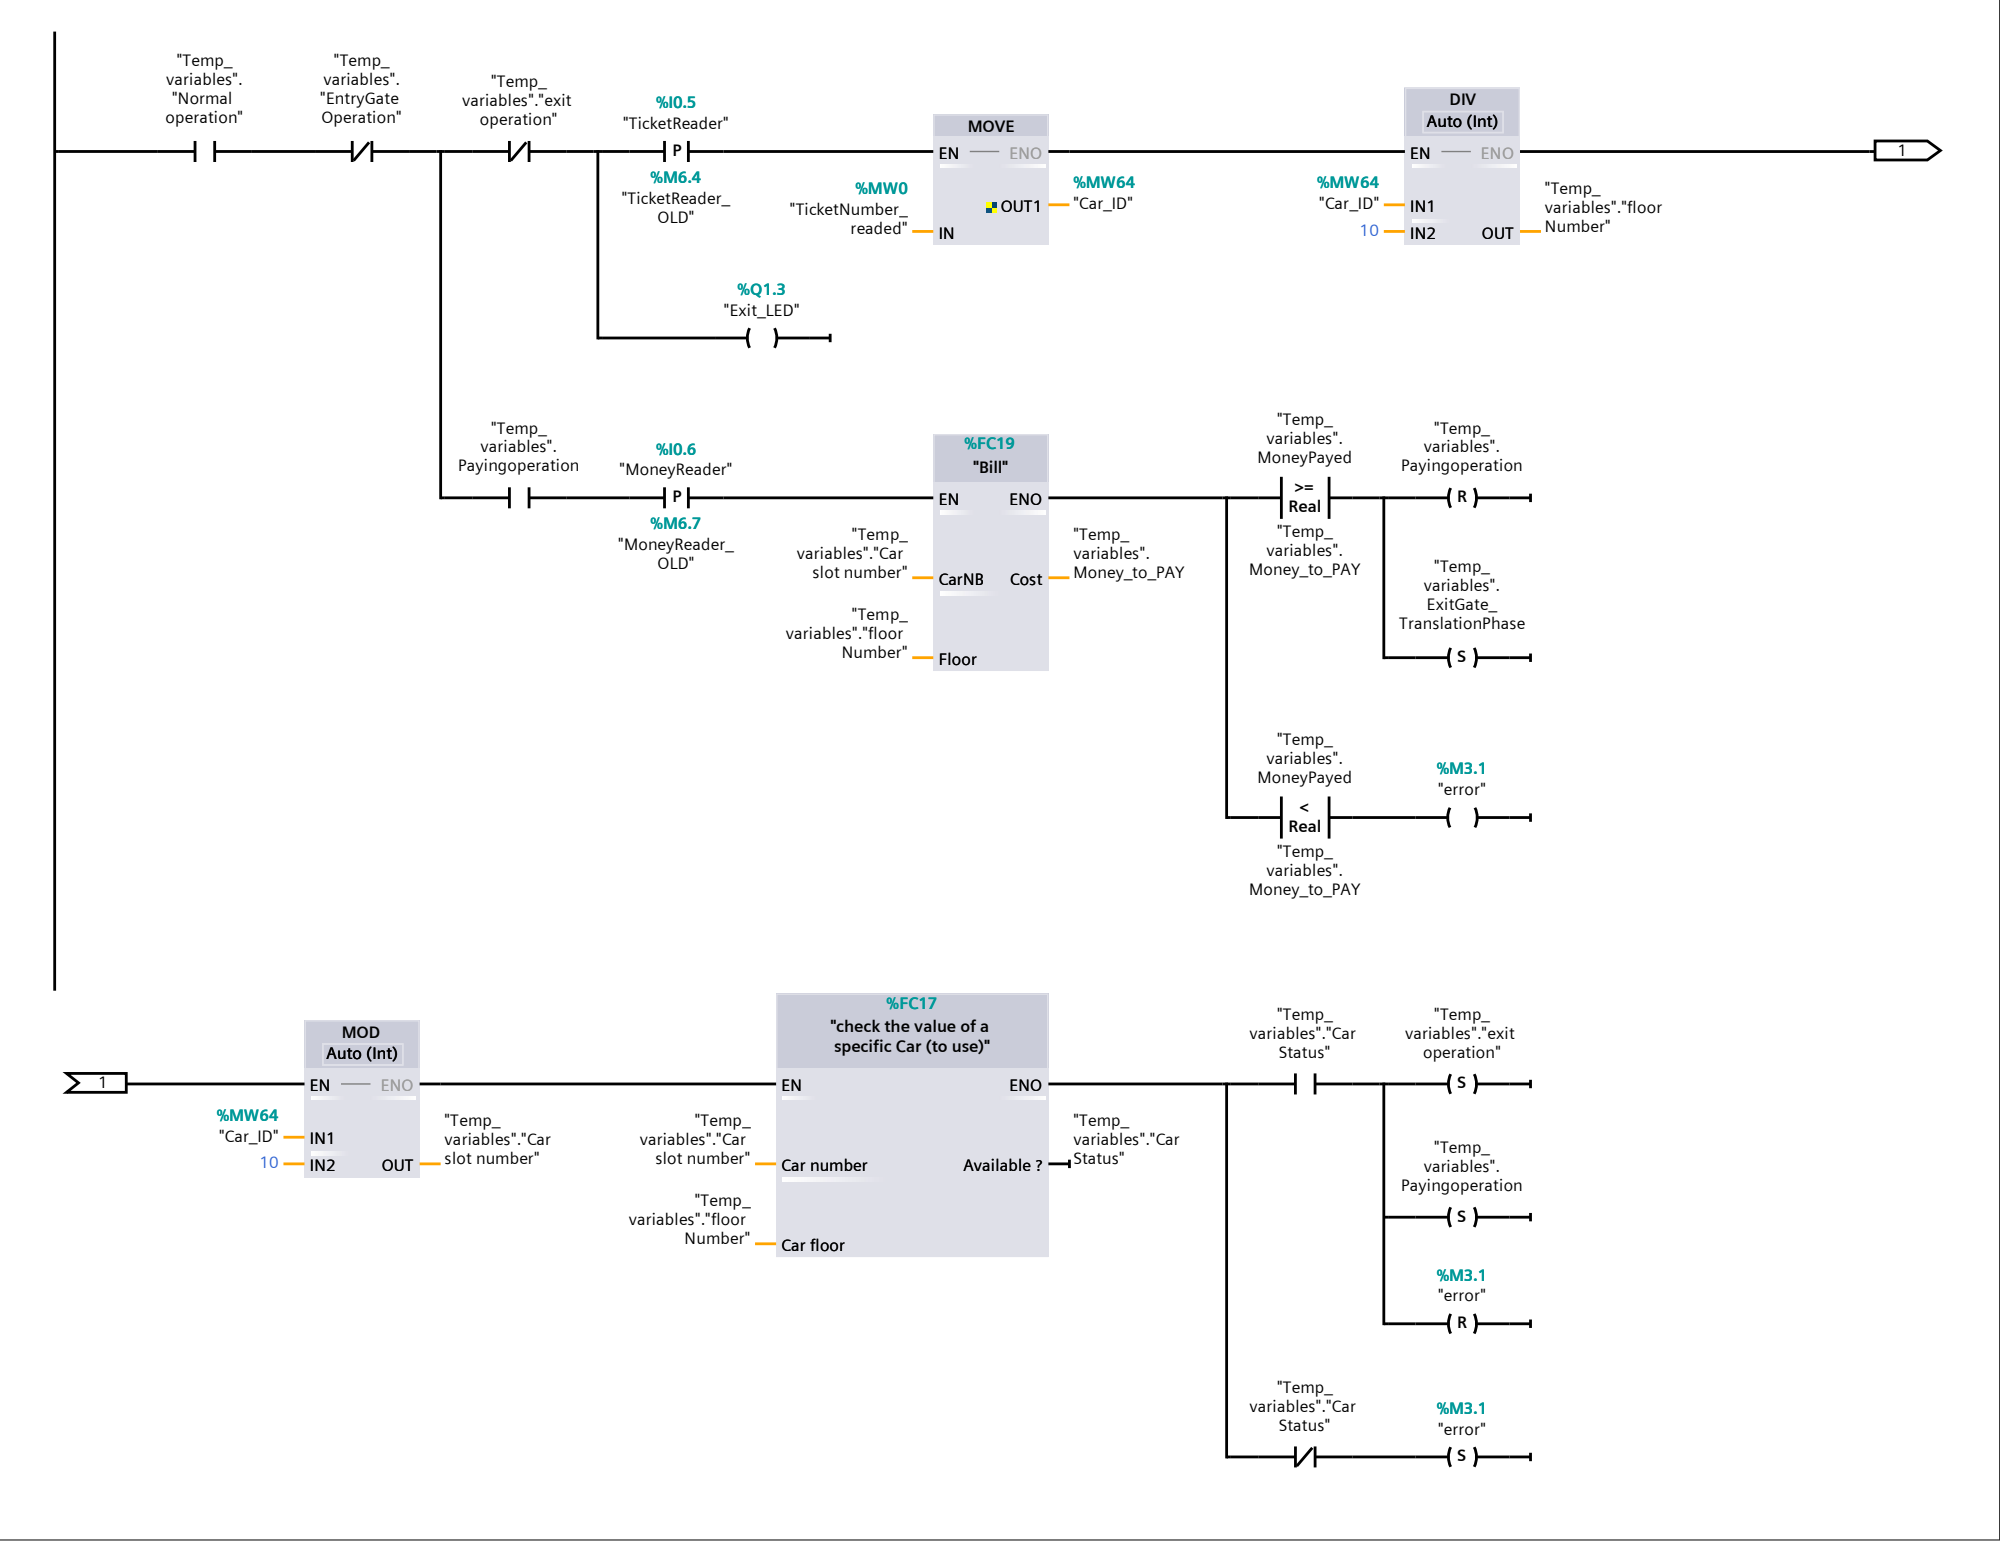 "Temp_
variables".
"Normal
operation"
"Temp_
variables".
"EntryGate
Operation"
"Temp_
variables"."exit
operation"
%I0.5
"TicketReader"
P
%M6.4
"TicketReader_
OLD"
MOVE
EN
ENO
%MW0
"TicketNumber_
readed"
IN
OUT1
%MW64
"Car_ID"
DIV
Auto (Int)
EN
ENO
%MW64
"Car_ID"
IN1
10
IN2
OUT
"Temp_
variables"."floor
Number"
1
%Q1.3
"Exit_LED"
"Temp_
variables".
Payingoperation
%I0.6
"MoneyReader"
P
%M6.7
"MoneyReader_
OLD"
%FC19
"Bill"
EN
ENO
"Temp_
variables"."Car
slot number"
CarNB
Cost
"Temp_
variables".
Money_to_PAY
"Temp_
variables"."floor
Number"
Floor
"Temp_
variables".
MoneyPayed
>=
Real
"Temp_
variables".
Money_to_PAY
"Temp_
variables".
Payingoperation
R
"Temp_
variables".
ExitGate_
TranslationPhase
S
"Temp_
variables".
MoneyPayed
<
Real
"Temp_
variables".
Money_to_PAY
%M3.1
"error"
1
MOD
Auto (Int)
EN
ENO
%MW64
"Car_ID"
IN1
10
IN2
OUT
"Temp_
variables"."Car
slot number"
%FC17
"check the value of a
specific Car (to use)"
EN
ENO
"Temp_
variables"."Car
slot number"
Car number
Available ?
"Temp_
variables"."Car
Status"
"Temp_
variables"."floor
Number"
Car floor
"Temp_
variables"."Car
Status"
"Temp_
variables"."exit
operation"
S
"Temp_
variables".
Payingoperation
S
%M3.1
"error"
R
"Temp_
variables"."Car
Status"
%M3.1
"error"
S